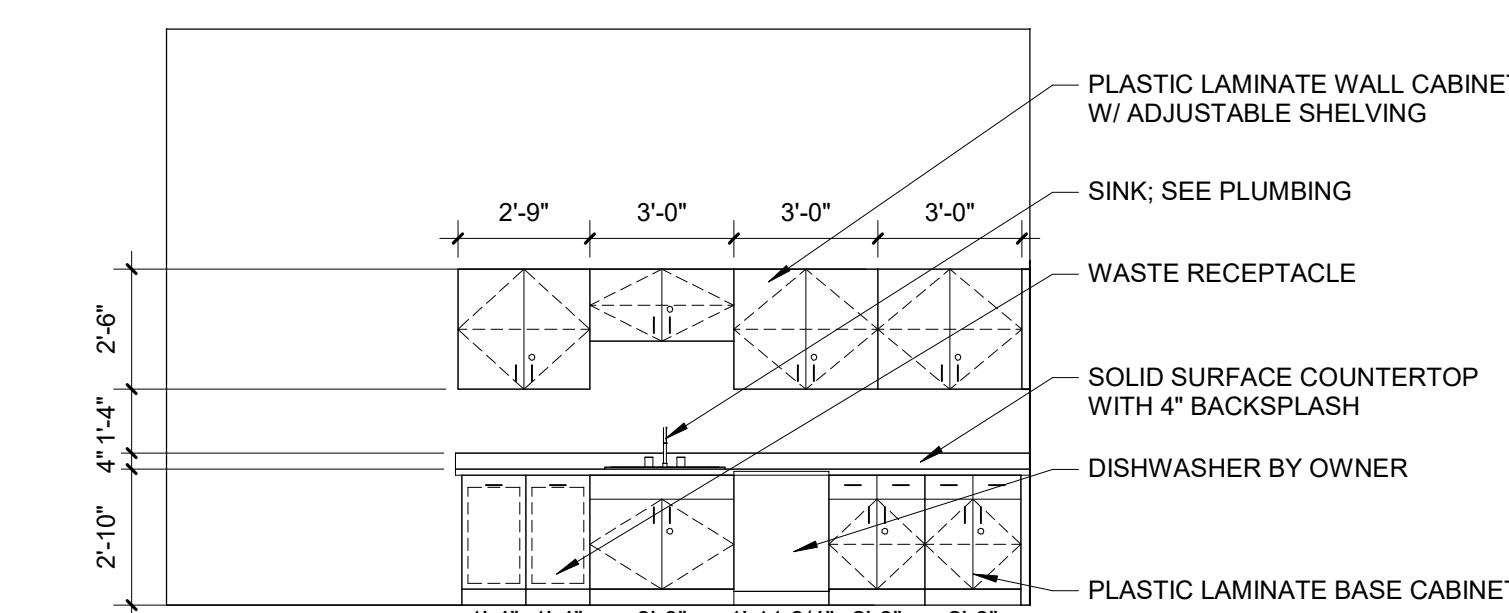 PLASTIC LAMINATE WALL CABINET
W/ ADJUSTABLE SHELVING
SINK; SEE PLUMBING
2'-9" 3'-0" 3'-0" 3'-0"
WASTE RECEPTACLE
2'-6"
SOLID SURFACE COUNTERTOP
WITH 4" BACKSPLASH
4" 1'-4"
DISHWASHER BY OWNER
2'-10"
PLASTIC LAMINATE BASE CABINET